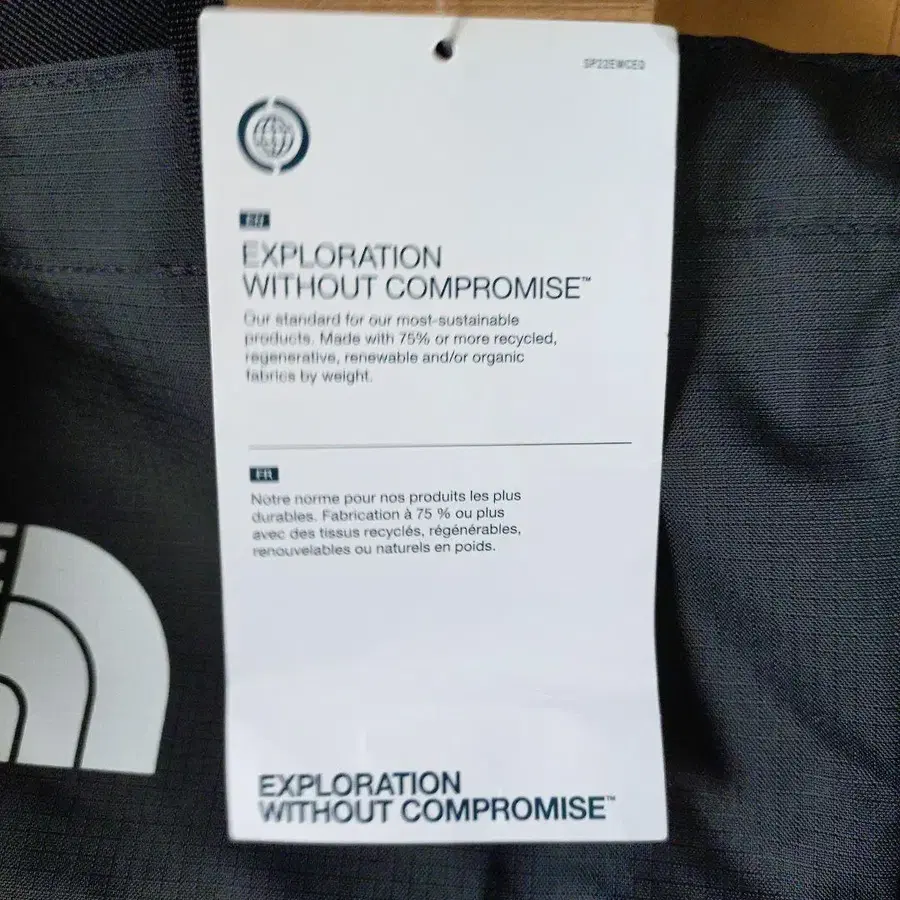 SP22EWCEQ
EN
EXPLORATION
WITHOUT COMPROMISE™
Our standard for our most-sustainable
products. Made with 75% or more recycled,
regenerative, renewable and/or organic
fabrics by weight.
FR
Notre norme pour nos produits les plus
durables. Fabrication à 75 % ou plus
avec des tissus recyclés, régénérables,
renouvelables ou naturels en poids.
EXPLORATION
WITHOUT COMPROMISE™